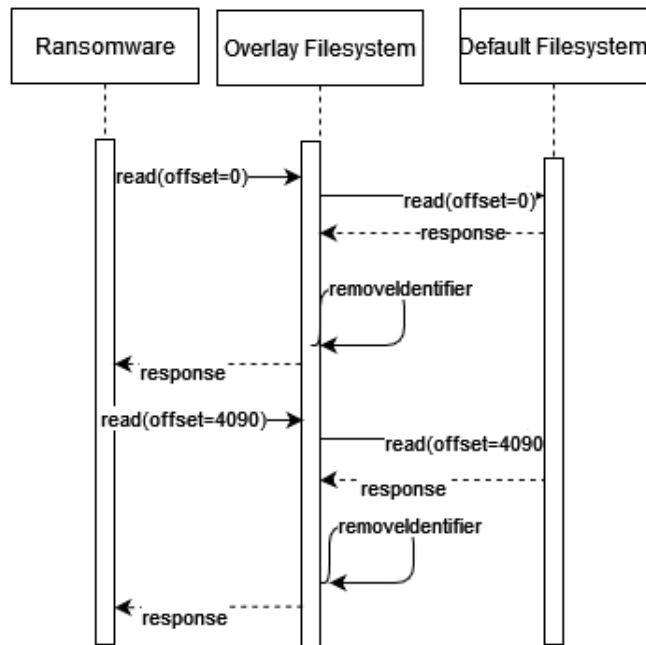 Ransomware
Overlay Filesystem
Default Filesystem
read(offset=0)
read(offset=0)
response
removeIdentifier
response
read(offset=4090)
read(offset=4090
response
removeIdentifier
response